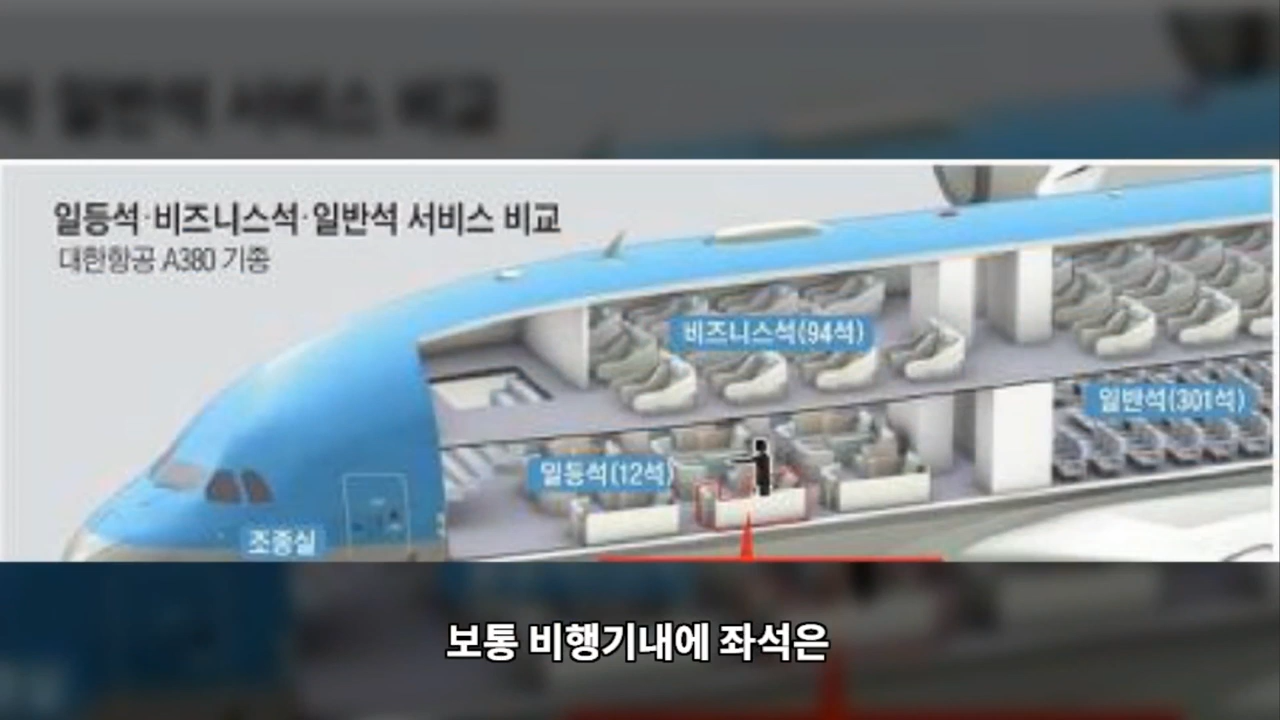 일등석·비즈니스석·일반석 서비스 비교
대한항공 A380 기종
비즈니스석(94석)
일반석(301석)
일등석(12석)
조종실
보통 비행기내에 좌석은